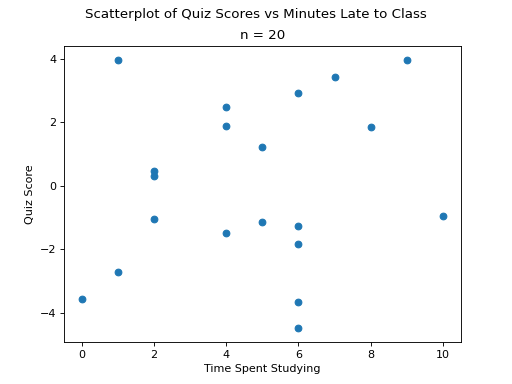 Scatterplot of Quiz Scores vs Minutes Late to Class
n = 20
4
2
0
−2
−4
Quiz Score
0 2 4 6 8 10
Time Spent Studying